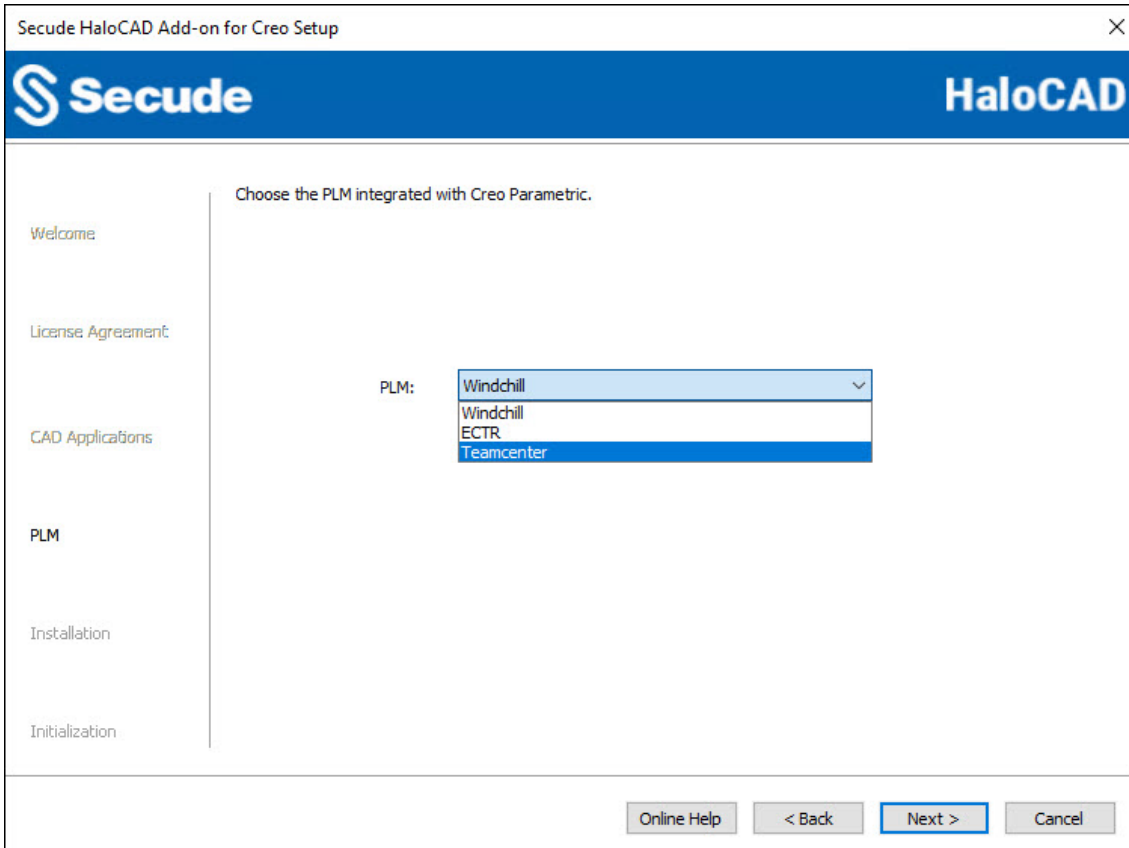 Secude HaloCAD Add-on for Creo Setup
Secude
HaloCAD
Choose the PLM integrated with Creo Parametric.
Welcome
License Agreement
CAD Applications
PLM
Installation
Initialization
PLM:
Windchill
Windchill
ECTR
Teamcenter
Online Help
< Back
Next >
Cancel